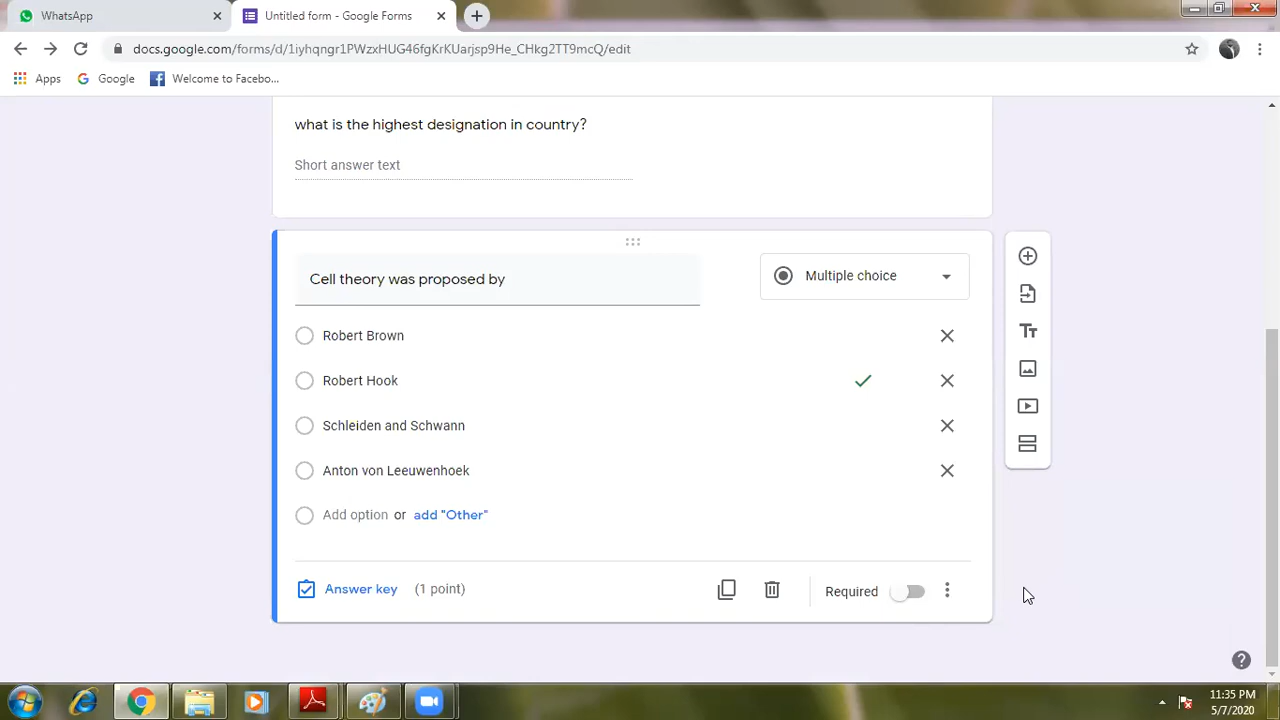 WhatsApp
Untitled form - Google Forms
docs.google.com/forms/d/1iyhqngr1PWzxHUG46fgKrKUarjsp9He_CHkg2TT9mcQ/edit
Apps
Google
Welcome to Facebo...
what is the highest designation in country?
Short answer text
Cell theory was proposed by
Multiple choice
Robert Brown
Robert Hook
Schleiden and Schwann
Anton von Leeuwenhoek
Add option or add "Other"
Answer key (1 point)
Required
11:35 PM
5/7/2020